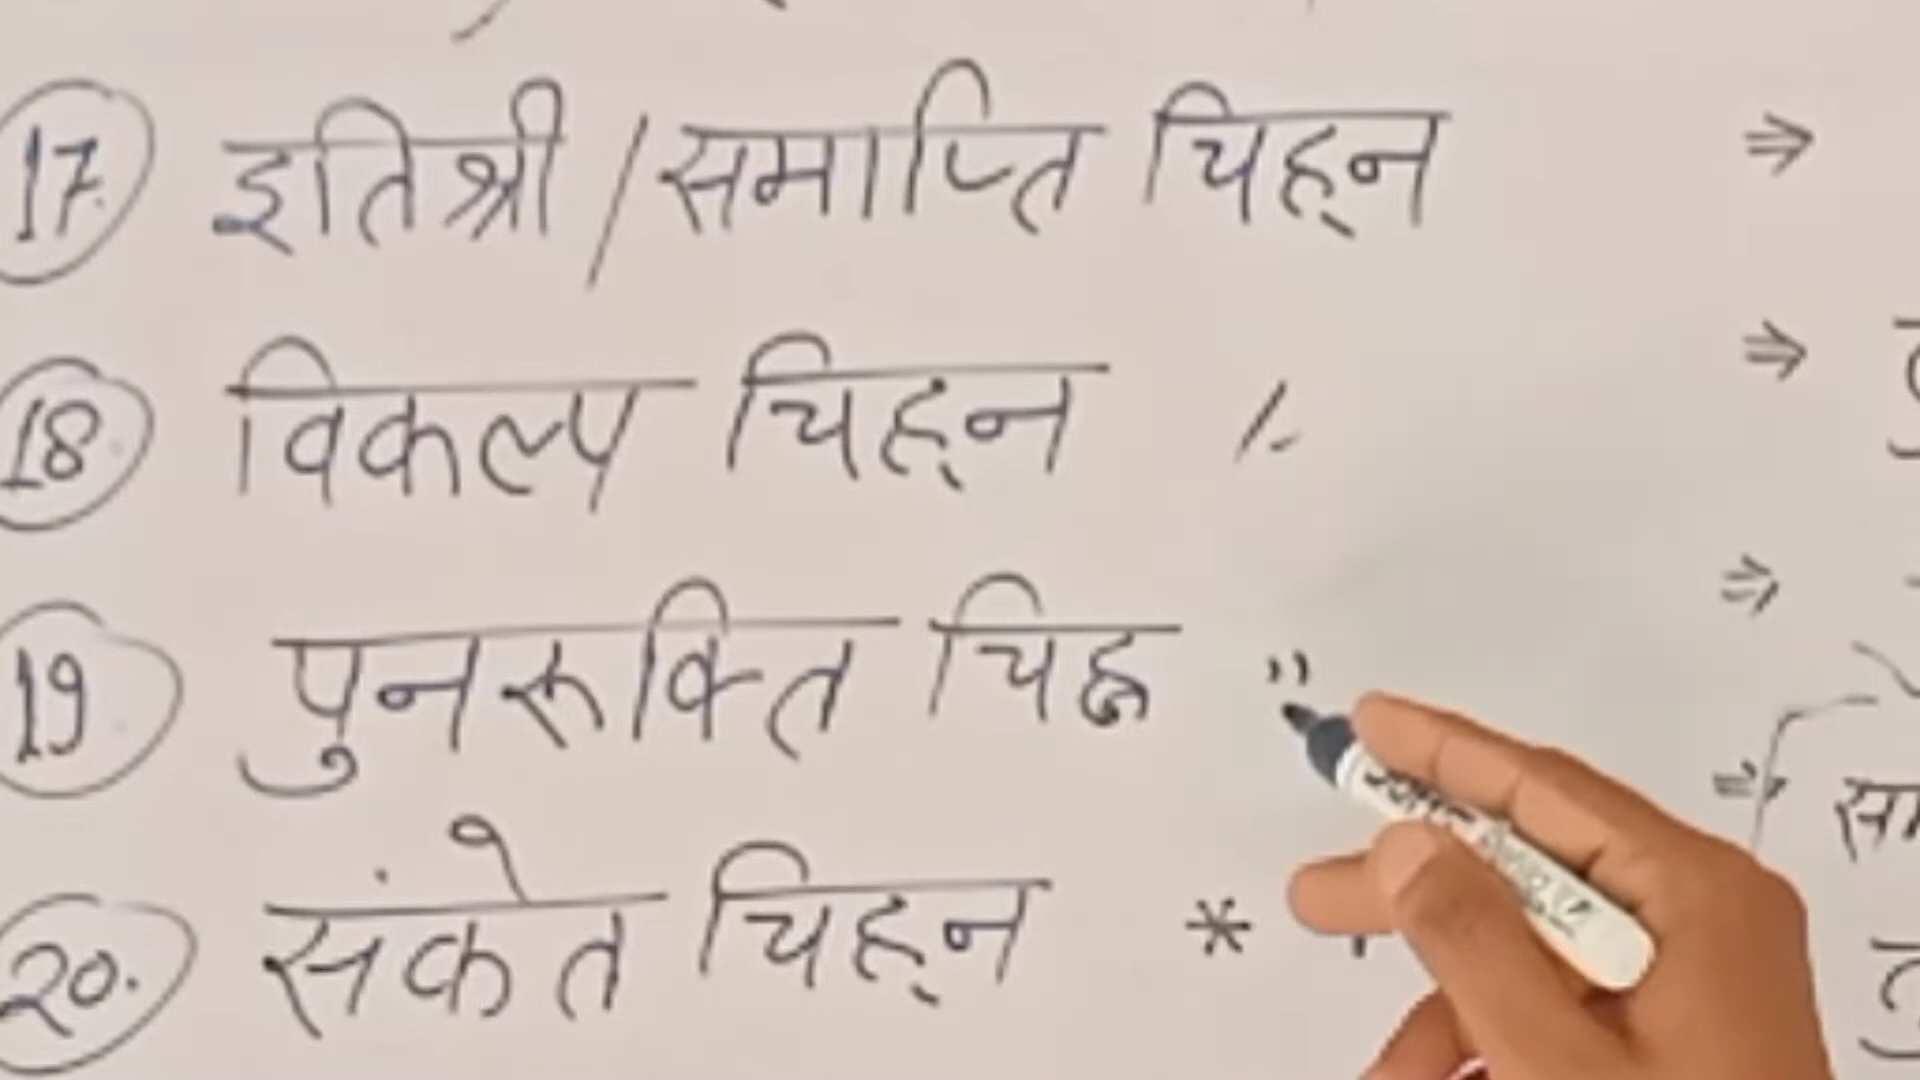 17. इतिश्री/समाप्ति चिह्न ⇒
18. विकल्प चिह्न / - ⇒
19 पुनरूक्ति चिह्न " ⇒
20. संकेत चिह्न * ⇒